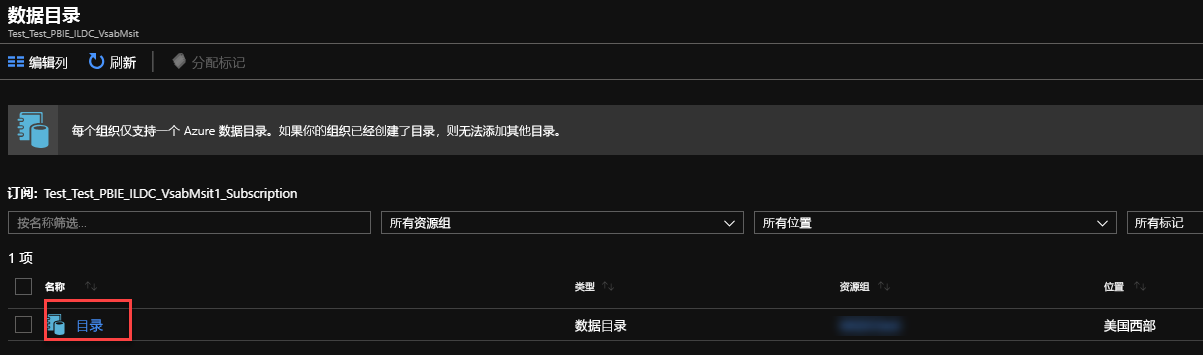 数据目录
Test_Test_PBIE_ILDC_VsabMsit
编辑列 刷新 分配标记
每个组织仅支持一个 Azure 数据目录。如果你的组织已经创建了目录，则无法添加其他目录。
订阅: Test_Test_PBIE_ILDC_VsabMsit1_Subscription
按名称筛选... 所有资源组 所有位置 所有标记
1 项
名称 类型 资源组 位置
目录 数据目录 美国西部